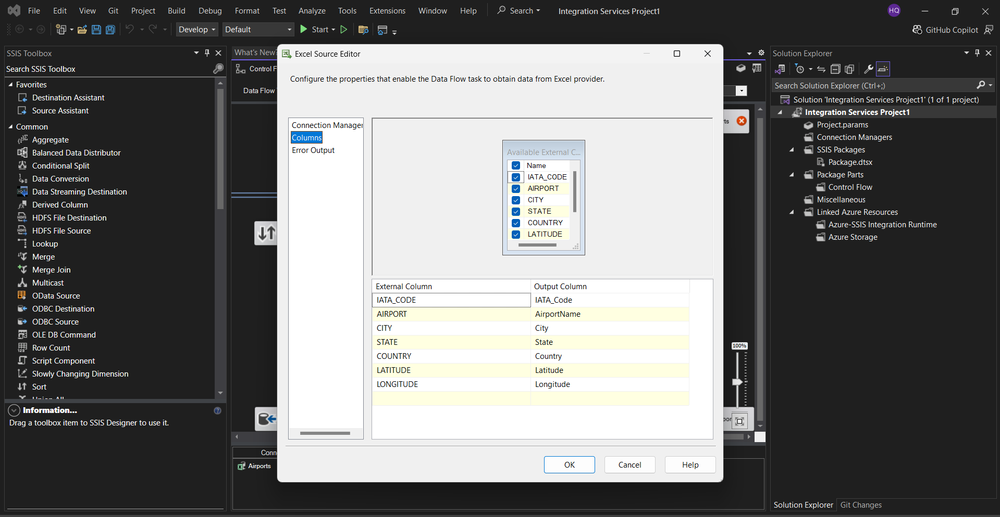 File Edit View Git Project Build Debug Format Test Analyze Tools Extensions Window Help Search Integration Services Project1 HQ
Develop Default Start GitHub Copilot
SSIS Toolbox
Search SSIS Toolbox
Favorites
Destination Assistant
Source Assistant
Common
Aggregate
Balanced Data Distributor
Conditional Split
Data Conversion
Data Streaming Destination
Derived Column
HDFS File Destination
HDFS File Source
Lookup
Merge
Merge Join
Multicast
OData Source
ODBC Destination
ODBC Source
OLE DB Command
Row Count
Script Component
Slowly Changing Dimension
Sort
Union All
Information...
Drag a toolbox item to SSIS Designer to use it.
What's New?
Control F
Data Flow
Conn
Airports
Excel Source Editor
Configure the properties that enable the Data Flow task to obtain data from Excel provider.
Connection Manager
Columns
Error Output
Available External C...
Name
IATA_CODE
AIRPORT
CITY
STATE
COUNTRY
LATITUDE
External Column Output Column
IATA_CODE IATA_Code
AIRPORT AirportName
CITY City
STATE State
COUNTRY Country
LATITUDE Latitude
LONGITUDE Longitude
OK Cancel Help
rts
100%
por
Solution Explorer
Search Solution Explorer (Ctrl+;)
Solution 'Integration Services Project1' (1 of 1 project)
Integration Services Project1
Project.params
Connection Managers
SSIS Packages
Package.dtsx
Package Parts
Control Flow
Miscellaneous
Linked Azure Resources
Azure-SSIS Integration Runtime
Azure Storage
Solution Explorer Git Changes